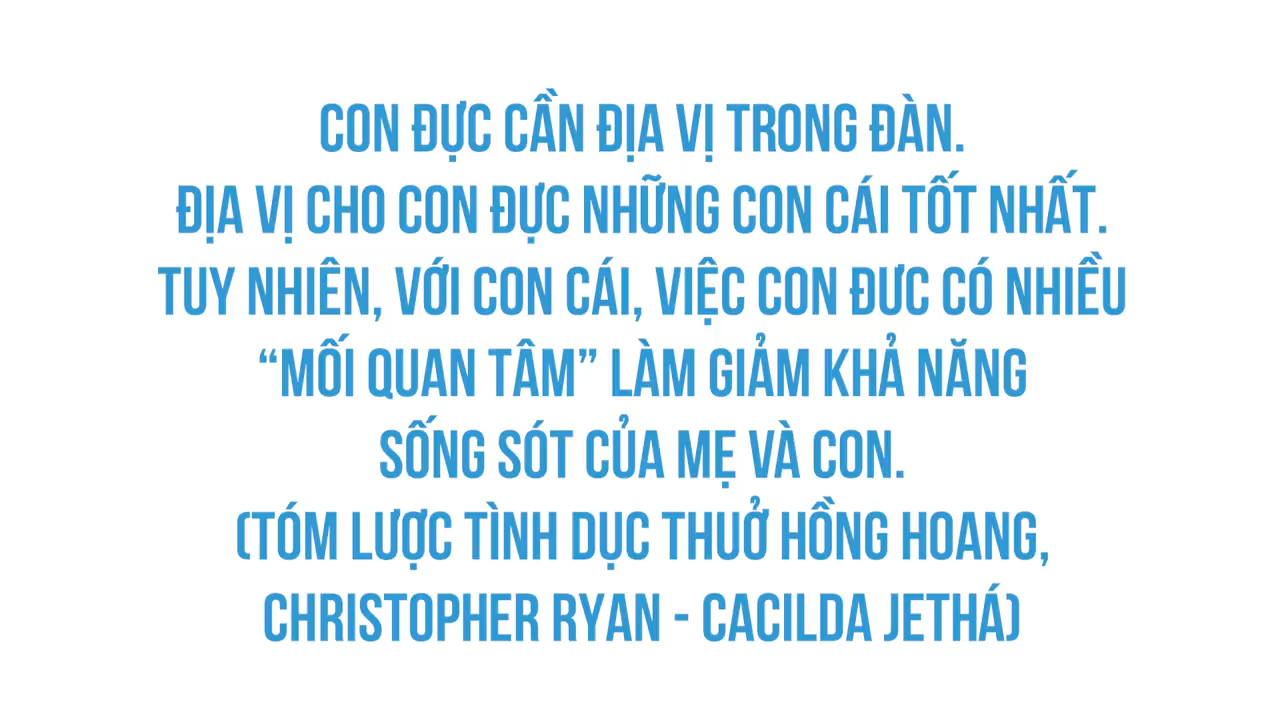 CON ĐỰC CẦN ĐỊA VỊ TRONG ĐÀN.
ĐỊA VỊ CHO CON ĐỰC NHỮNG CON CÁI TỐT NHẤT.
TUY NHIÊN, VỚI CON CÁI, VIỆC CON ĐƯC CÓ NHIỀU
“MỐI QUAN TÂM” LÀM GIẢM KHẢ NĂNG
SỐNG SÓT CỦA MẸ VÀ CON.
(TÓM LƯỢC TÌNH DỤC THUỞ HỒNG HOANG,
CHRISTOPHER RYAN - CACILDA JETHÁ)